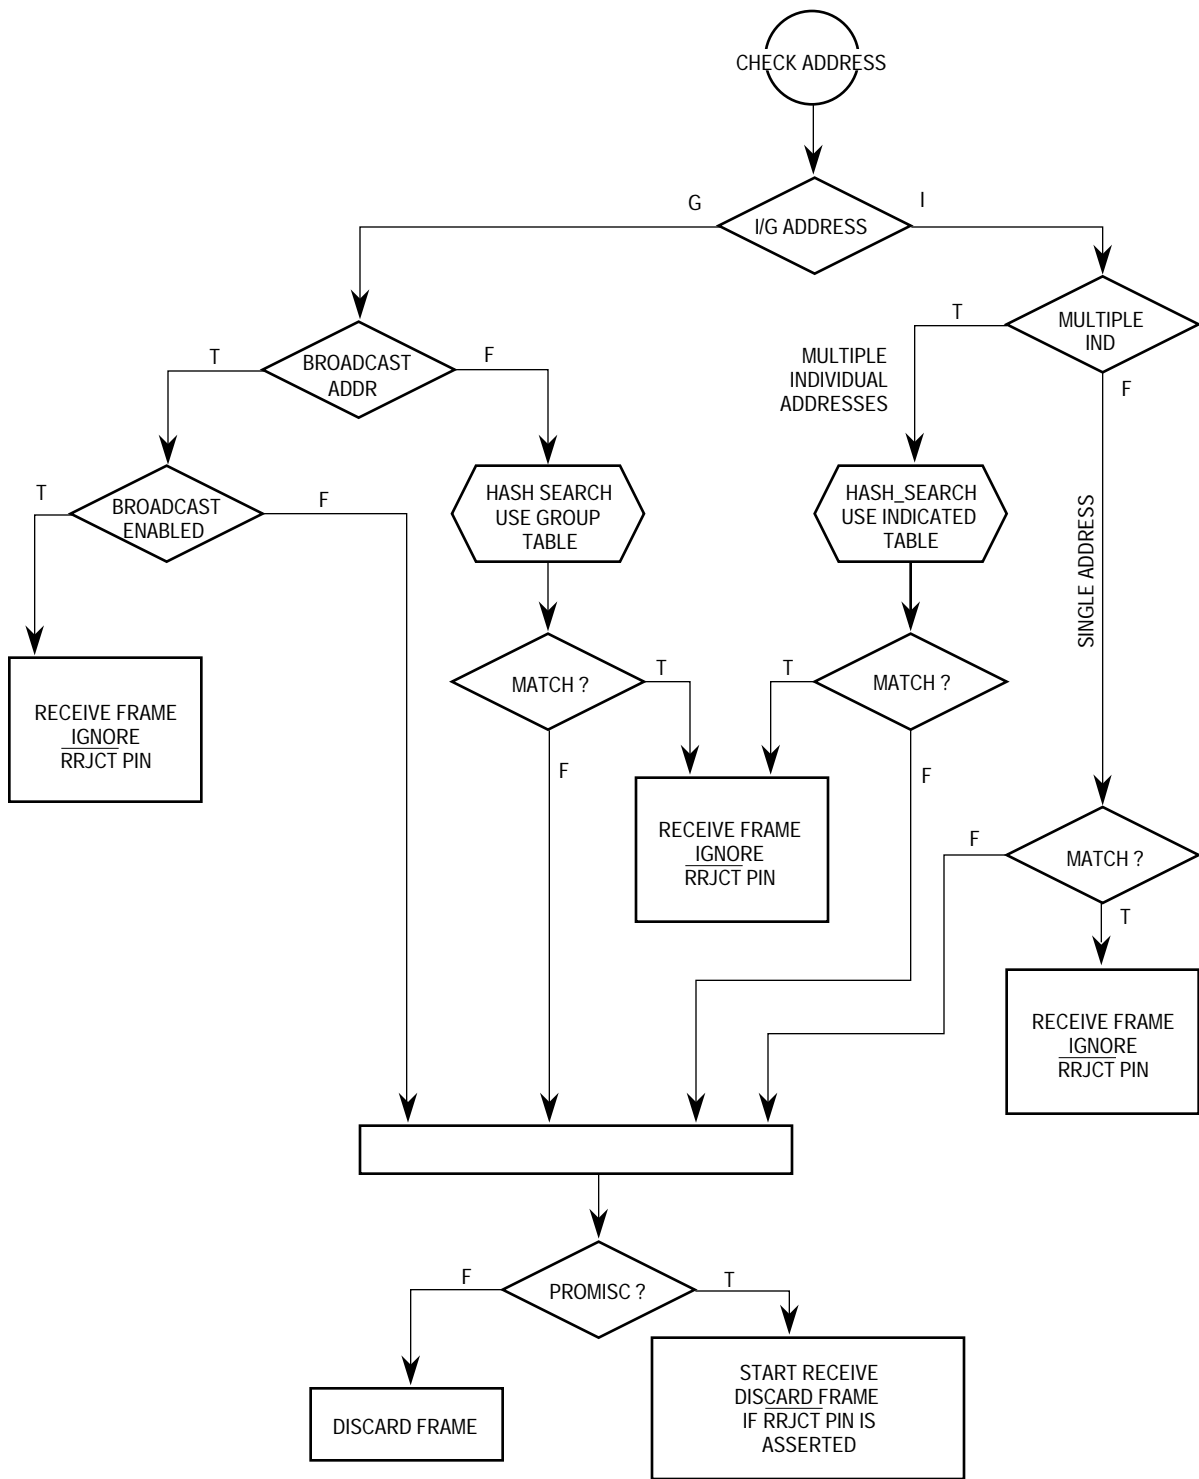 CHECK ADDRESS
G
I
I/G ADDRESS
T
MULTIPLE
IND
T
BROADCAST
ADDR
F
MULTIPLE
INDIVIDUAL
ADDRESSES
F
T
BROADCAST
ENABLED
F
HASH SEARCH
USE GROUP
TABLE
HASH_SEARCH
USE INDICATED
TABLE
SINGLE ADDRESS
RECEIVE FRAME
IGNORE
RRJCT PIN
MATCH ?
T
T
MATCH ?
F
F
RECEIVE FRAME
IGNORE
RRJCT PIN
F
MATCH ?
T
RECEIVE FRAME
IGNORE
RRJCT PIN
F
PROMISC ?
T
DISCARD FRAME
START RECEIVE
DISCARD FRAME
IF RRJCT PIN IS
ASSERTED